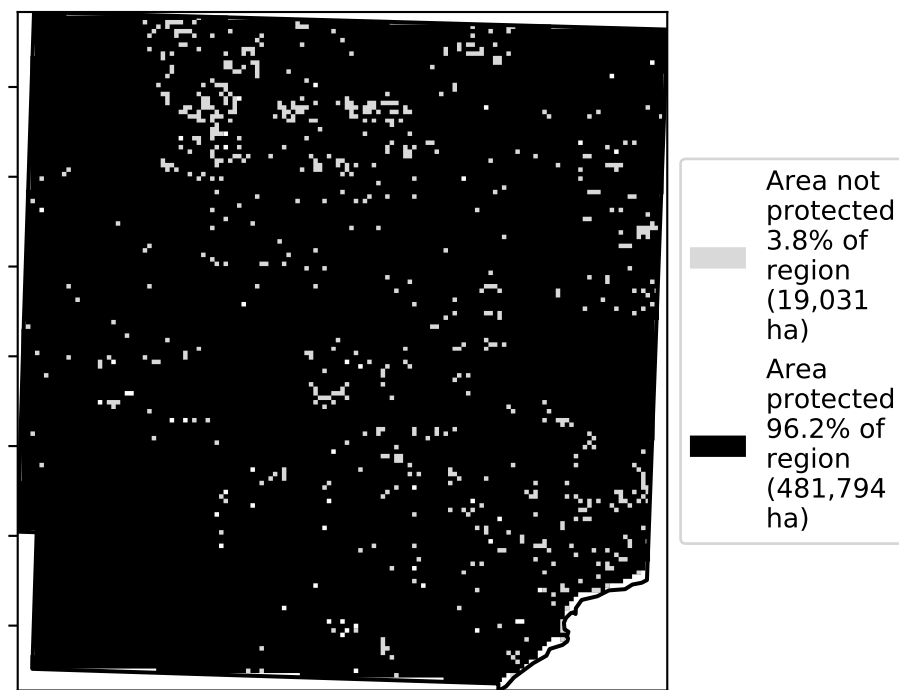 Area not
protected
3.8% of
region
(19,031
ha)
Area
protected
96.2% of
region
(481,794
ha)